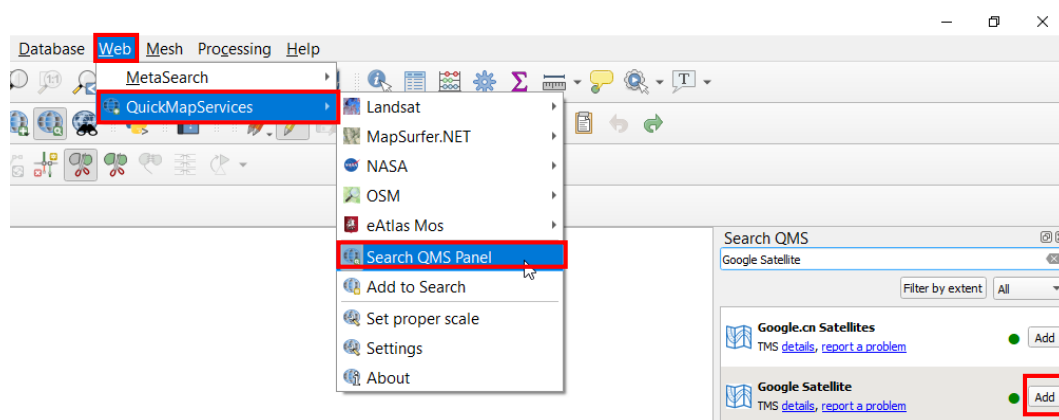 Database Web Mesh Processing Help
MetaSearch
QuickMapServices
Landsat
MapSurfer.NET
NASA
OSM
eAtlas Mos
Search QMS Panel
Add to Search
Set proper scale
Settings
About
Search QMS
Google Satellite
Filter by extent All
Google.cn Satellites
TMS details, report a problem
Add
Google Satellite
TMS details, report a problem
Add